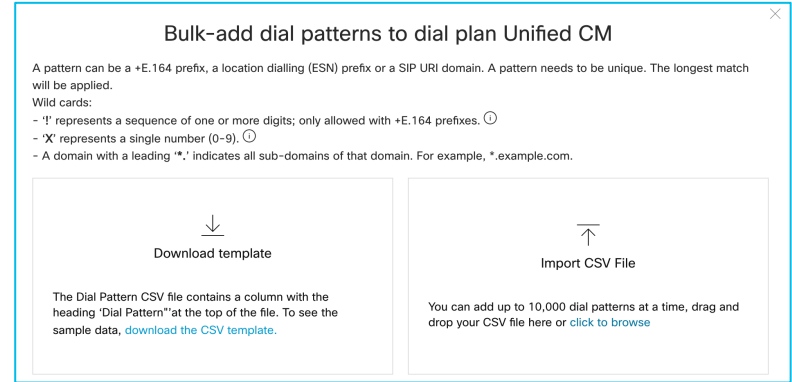 Bulk-add dial patterns to dial plan Unified CM
A pattern can be a +E.164 prefix, a location dialling (ESN) prefix or a SIP URI domain. A pattern needs to be unique. The longest match
will be applied.
Wild cards:
- '!' represents a sequence of one or more digits; only allowed with +E.164 prefixes.
- 'X' represents a single number (0-9).
- A domain with a leading '*.' indicates all sub-domains of that domain. For example, *.example.com.
Download template
The Dial Pattern CSV file contains a column with the
heading 'Dial Pattern"'at the top of the file. To see the
sample data, download the CSV template.
Import CSV File
You can add up to 10,000 dial patterns at a time, drag and
drop your CSV file here or click to browse